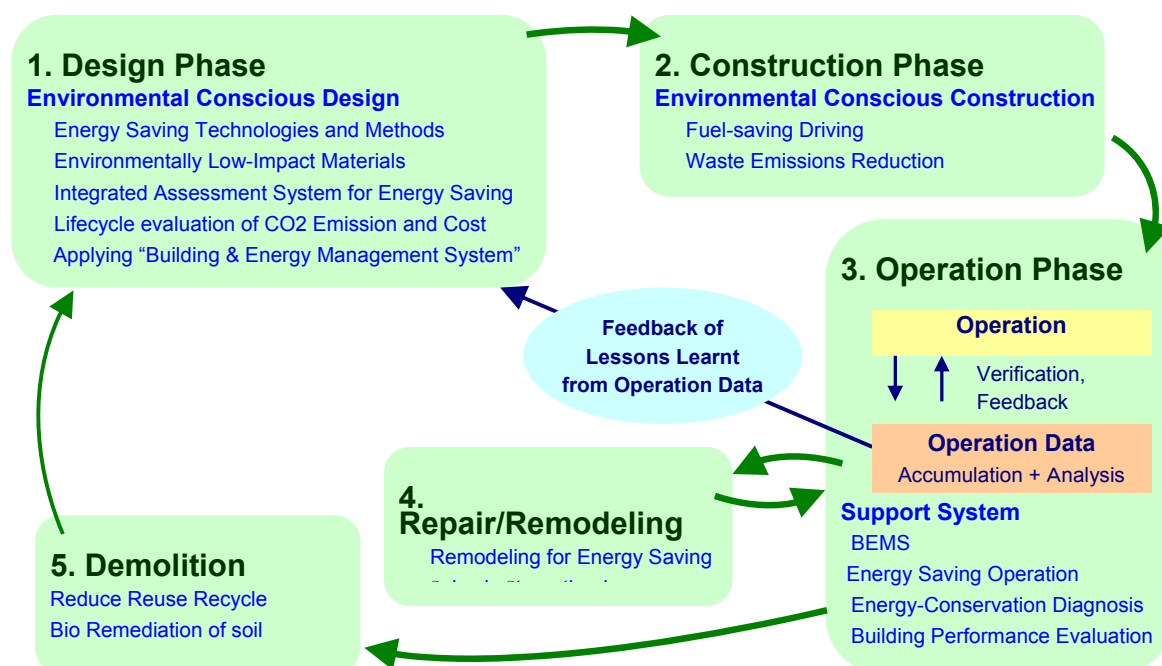 1. Design Phase
Environmental Conscious Design
Energy Saving Technologies and Methods
Environmentally Low-Impact Materials
Integrated Assessment System for Energy Saving
Lifecycle evaluation of CO2 Emission and Cost
Applying “Building & Energy Management System”
2. Construction Phase
Environmental Conscious Construction
Fuel-saving Driving
Waste Emissions Reduction
3. Operation Phase
Operation
Verification,
Feedback
Operation Data
Accumulation + Analysis
Support System
BEMS
Energy Saving Operation
Energy-Conservation Diagnosis
Building Performance Evaluation
Feedback of
Lessons Learnt
from Operation Data
4.
Repair/Remodeling
Remodeling for Energy Saving
5. Demolition
Reduce Reuse Recycle
Bio Remediation of soil